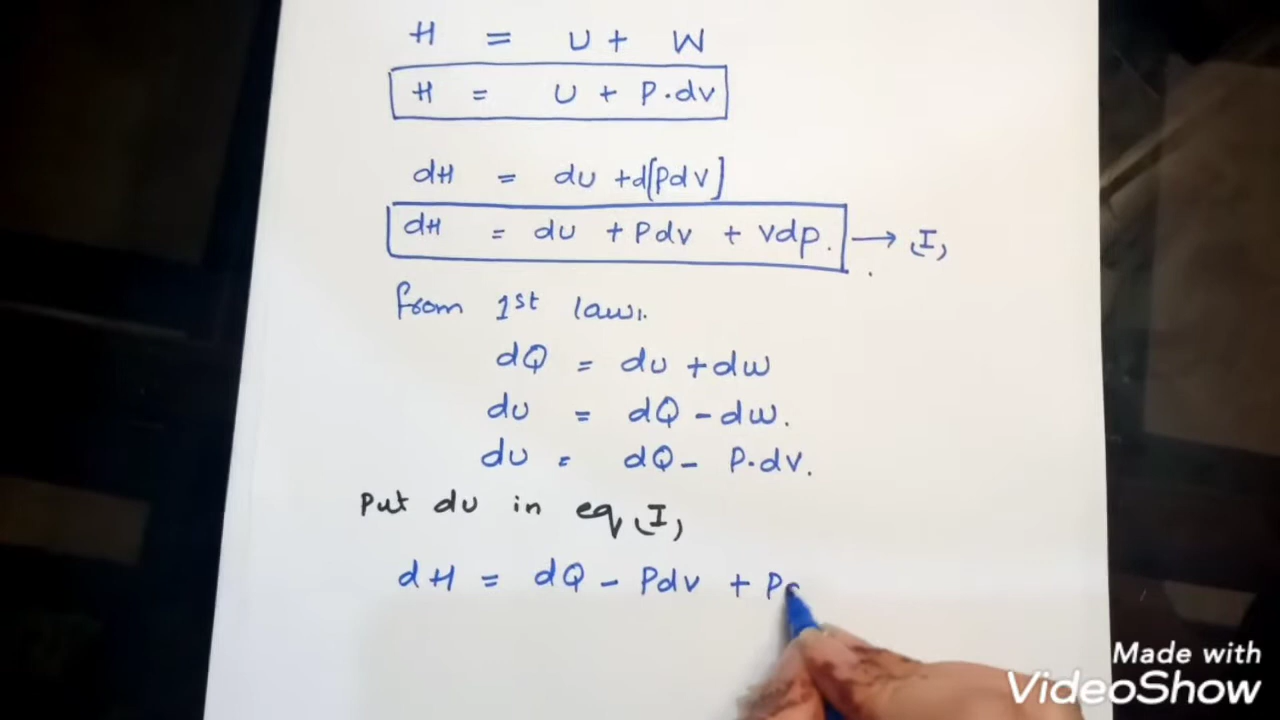 H = U + W
H = U + P.dv
dH = du + d[Pdv]
dH = du + Pdv + vdp. → (I)
from 1st law.
dQ = du + dw
du = dQ - dw.
du = dQ - P.dv.
Put du in eq (I)
dH = dQ - Pdv + P
Made with
VideoShow